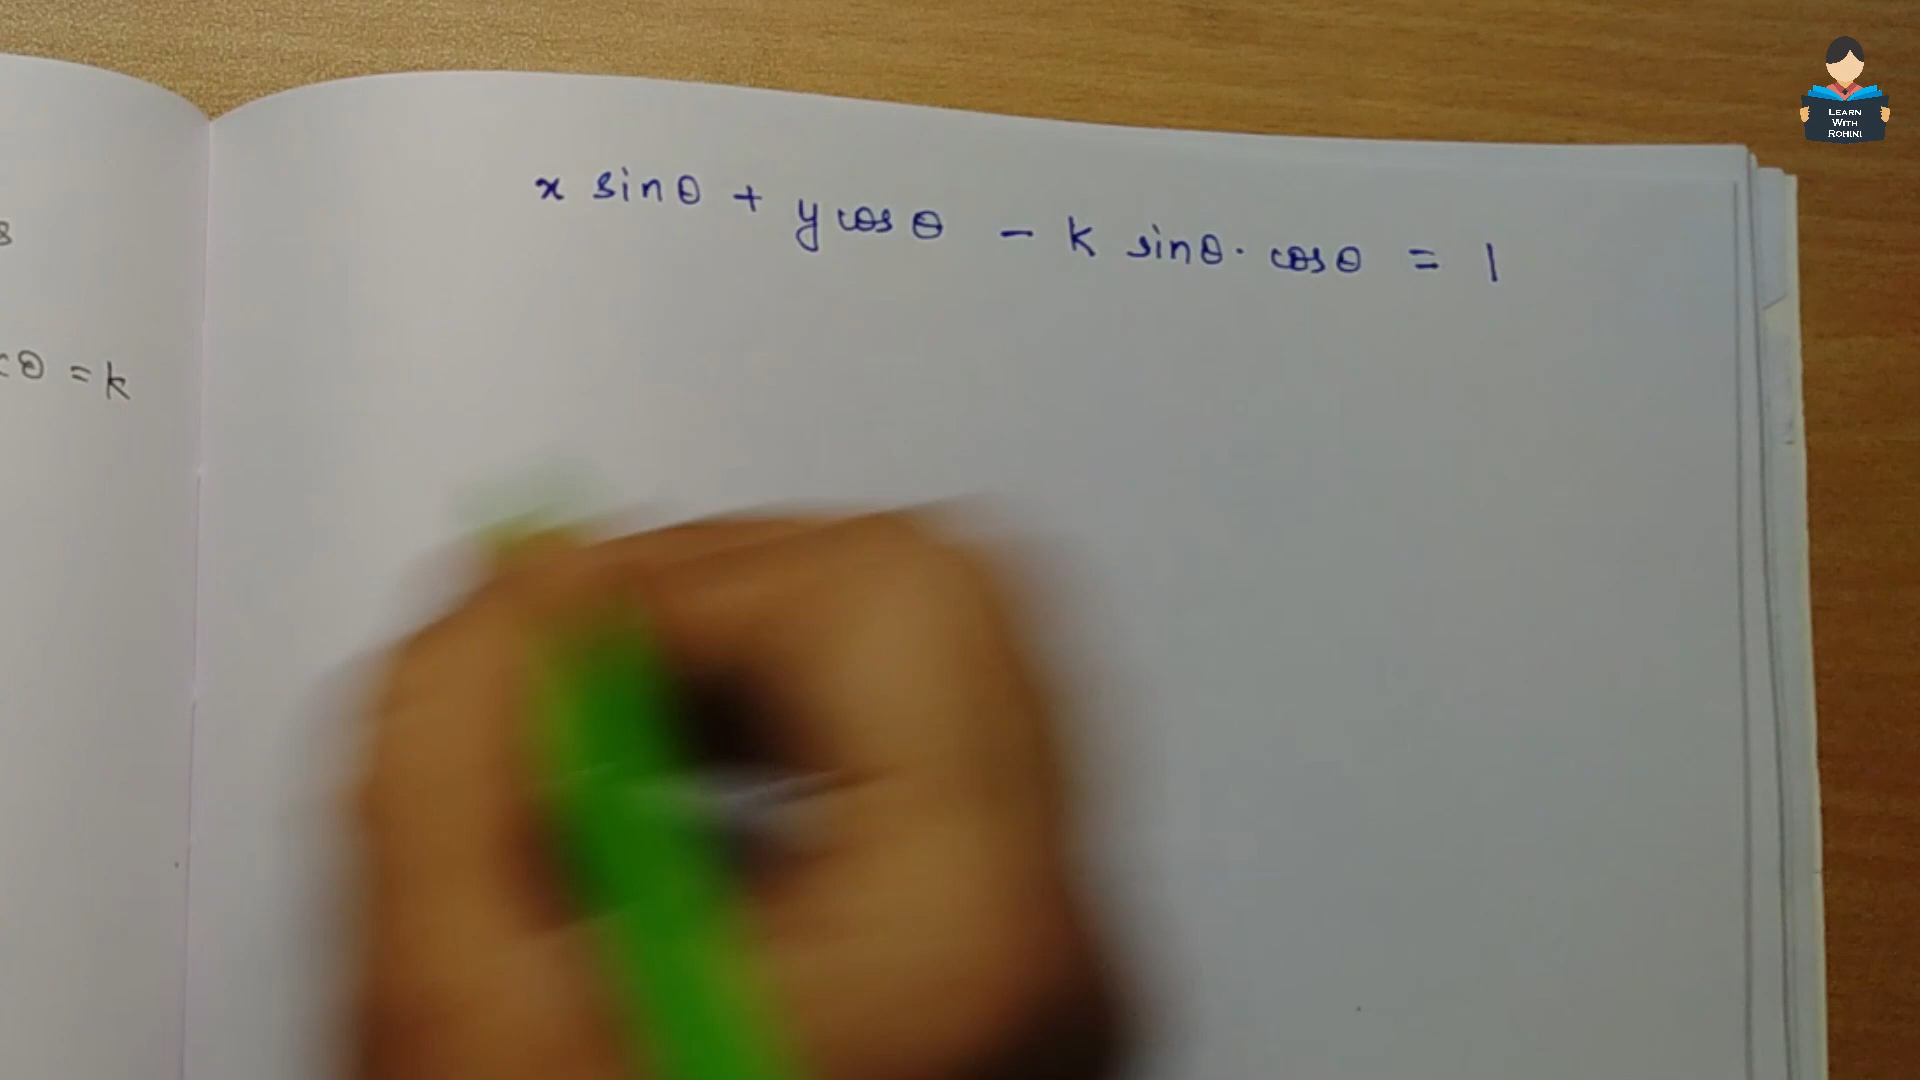 x sinθ + y cosθ - k sinθ · cosθ = 1
θ = k
LEARN
WITH
ROHINI